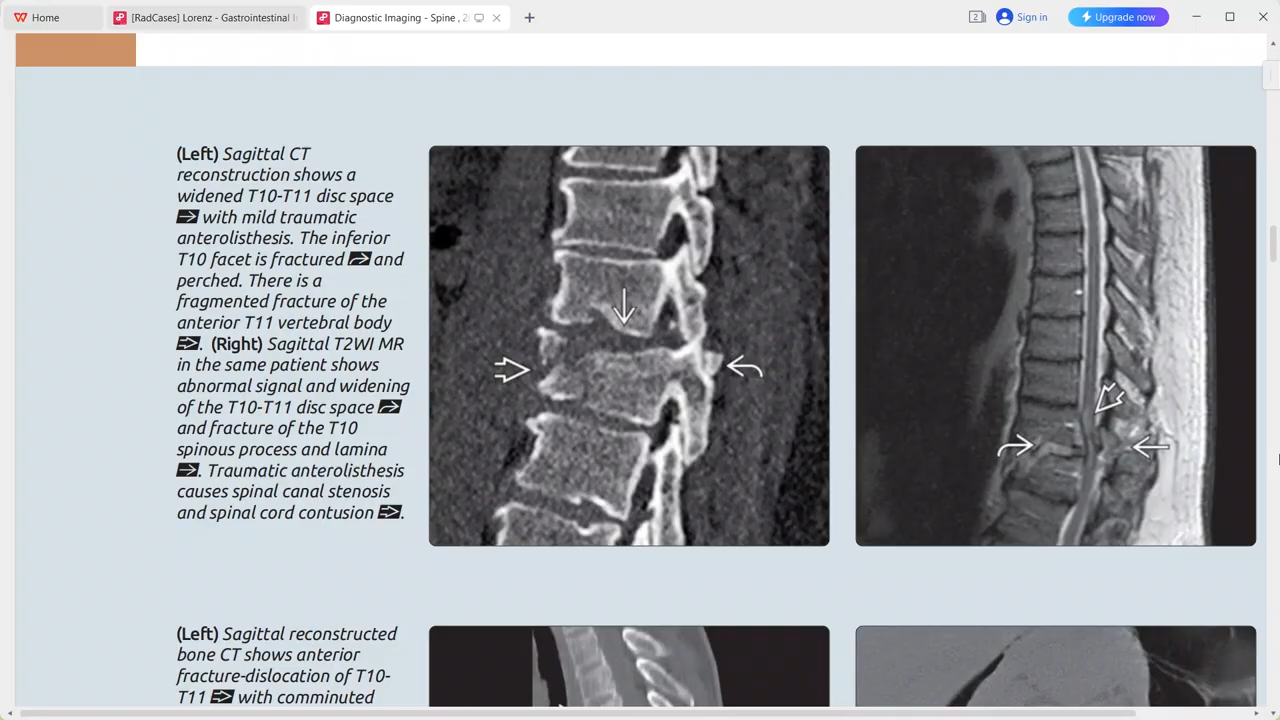 Home
[RadCases] Lorenz - Gastrointestinal I
Diagnostic Imaging - Spine , 2
2
Sign in
Upgrade now
(Left) Sagittal CT
reconstruction shows a
widened T10-T11 disc space
with mild traumatic
anterolisthesis. The inferior
T10 facet is fractured and
perched. There is a
fragmented fracture of the
anterior T11 vertebral body
. (Right) Sagittal T2WI MR
in the same patient shows
abnormal signal and widening
of the T10-T11 disc space
and fracture of the T10
spinous process and lamina
. Traumatic anterolisthesis
causes spinal canal stenosis
and spinal cord contusion .
(Left) Sagittal reconstructed
bone CT shows anterior
fracture-dislocation of T10-
T11 with comminuted